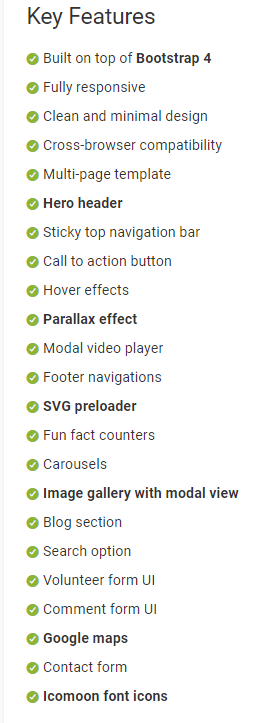 Key Features
Built on top of Bootstrap 4
Fully responsive
Clean and minimal design
Cross-browser compatibility
Multi-page template
Hero header
Sticky top navigation bar
Call to action button
Hover effects
Parallax effect
Modal video player
Footer navigations
SVG preloader
Fun fact counters
Carousels
Image gallery with modal view
Blog section
Search option
Volunteer form UI
Comment form UI
Google maps
Contact form
Icomoon font icons